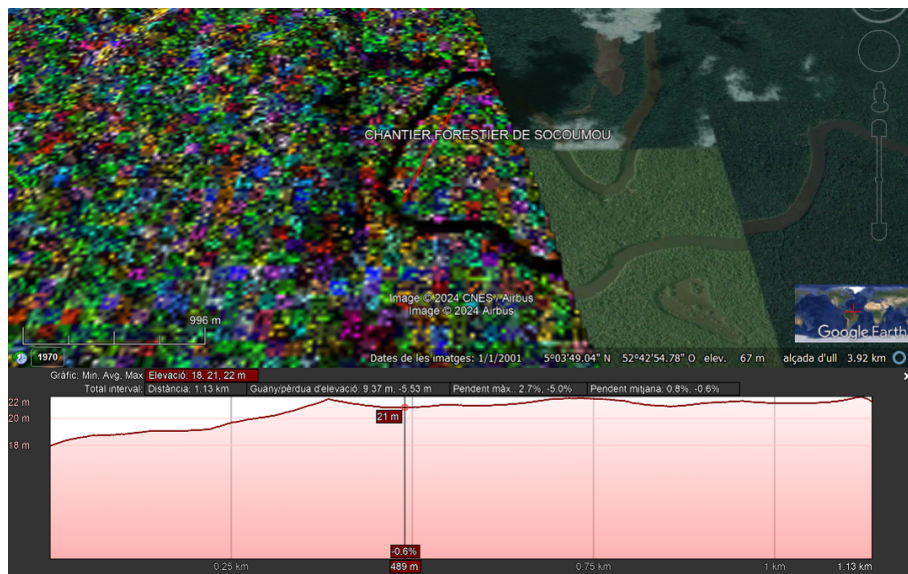 CHANTIER FORESTIER DE SOCOUMOU
Image © 2024 CNES / Airbus
Image © 2024 Airbus
996 m
Google Earth
1970
Dates de les imatges: 1/1/2001 5°03'49.04" N 52°42'54.78" O elev. 67 m alçada d'ull 3.92 km
Gràfic: Min, Avg, Max Elevació: 18, 21, 22 m
Total interval: Distància: 1.13 km Guany/pèrdua d'elevació: 9.37 m, -5.53 m Pendent màx.: 2.7%, -5.0% Pendent mitjana: 0.8%, -0.6%
22 m
20 m
18 m
21 m
-0.6%
489 m
0.25 km
0.75 km
1 km
1.13 km